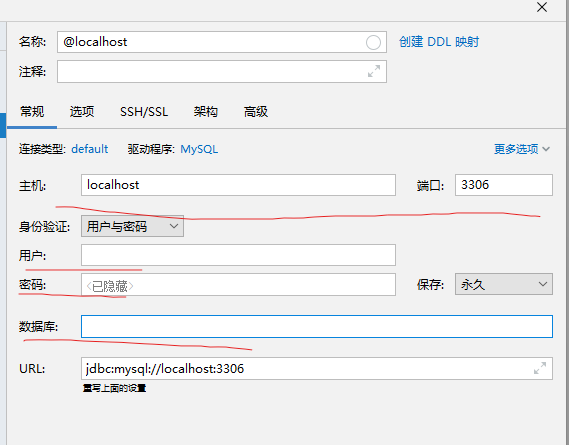 名称: @localhost 创建 DDL 映射
注释:
常规 选项 SSH/SSL 架构 高级
连接类型: default 驱动程序: MySQL 更多选项
主机: localhost 端口: 3306
身份验证: 用户与密码
用户:
密码: <已隐藏> 保存: 永久
数据库:
URL: jdbc:mysql://localhost:3306
重写上面的设置